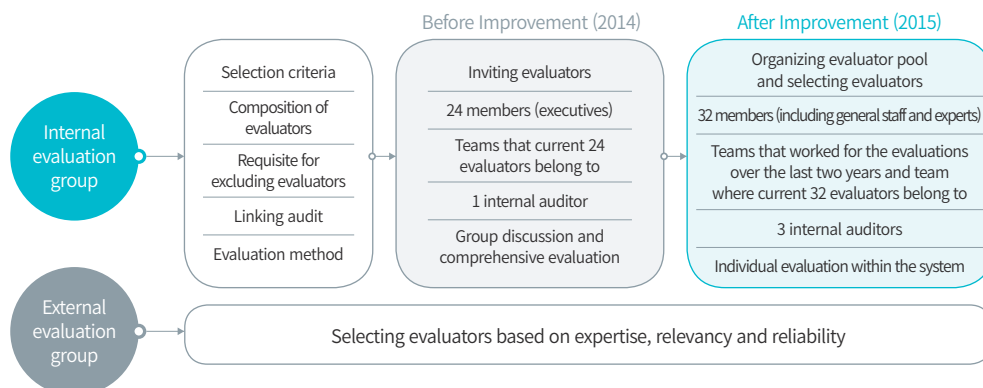 Before Improvement (2014)
After Improvement (2015)
Internal
evaluation
group
Selection criteria
Composition of
evaluators
Requisite for
excluding evaluators
Linking audit
Evaluation method
Inviting evaluators
24 members (executives)
Teams that current 24
evaluators belong to
1 internal auditor
Group discussion and
comprehensive evaluation
Organizing evaluator pool
and selecting evaluators
32 members (including general staff and experts)
Teams that worked for the evaluations
over the last two years and team
where current 32 evaluators belong to
3 internal auditors
Individual evaluation within the system
External
evaluation
group
Selecting evaluators based on expertise, relevancy and reliability